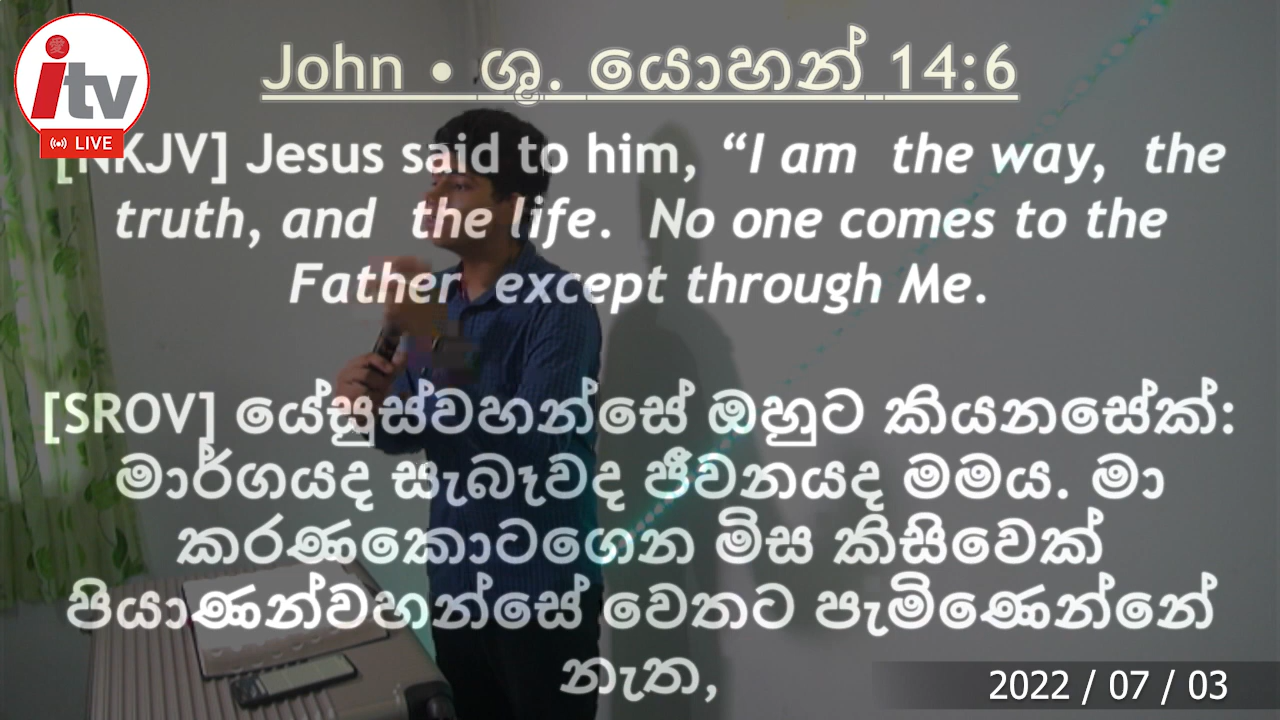 itv
LIVE
John • ශු. යොහන් 14:6
[NKJV] Jesus said to him, “I am the way, the
truth, and the life. No one comes to the
Father except through Me.
[SROV] යේසුස්වහන්සේ ඔහුට කියනසේක්:
මාර්ගයද සැබෑවද ජීවනයද මමය. මා
කරණකොටගෙන මිස කිසිවෙක්
පියාණන්වහන්සේ වෙතට පැමිණෙන්නේ
නැත,
2022 / 07 / 03